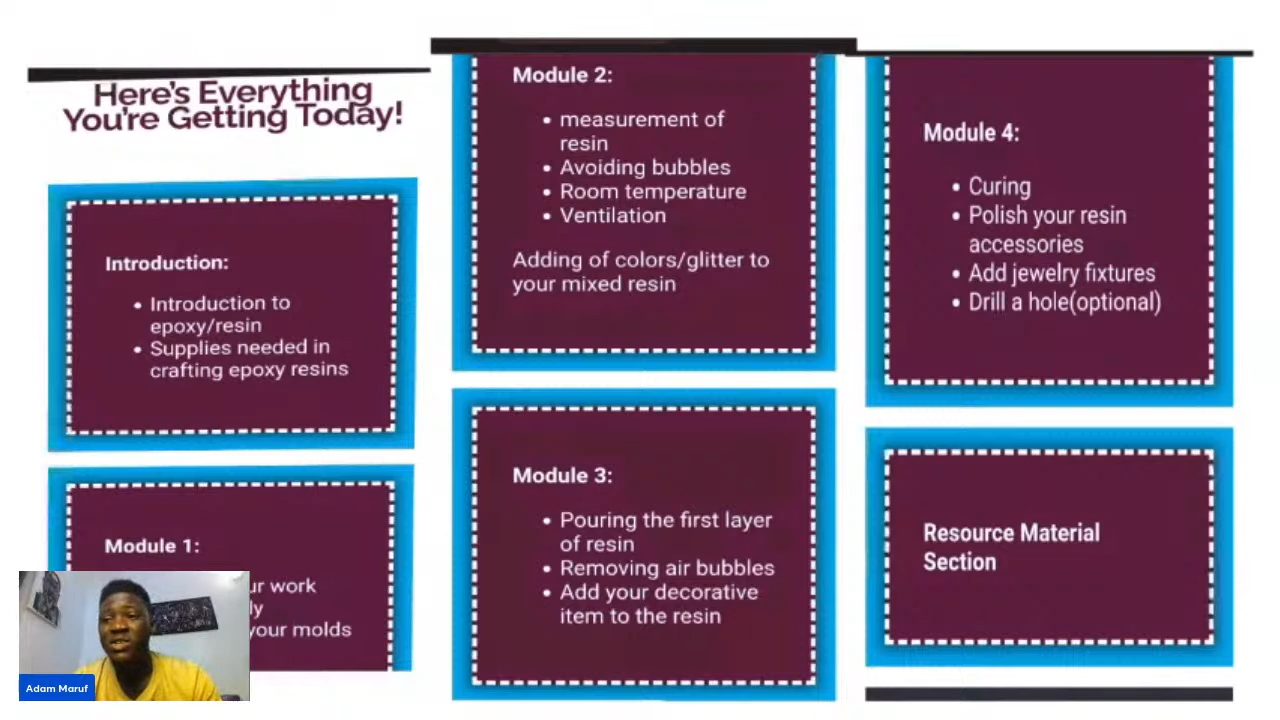 Here's Everything
You're Getting Today!
Introduction:
• Introduction to
epoxy/resin
• Supplies needed in
crafting epoxy resins
Module 1:
work
your molds
Adam Maruf
Module 2:
• measurement of
resin
• Avoiding bubbles
• Room temperature
• Ventilation
Adding of colors/glitter to
your mixed resin
Module 3:
• Pouring the first layer
of resin
• Removing air bubbles
• Add your decorative
item to the resin
Module 4:
• Curing
• Polish your resin
accessories
• Add jewelry fixtures
• Drill a hole(optional)
Resource Material
Section